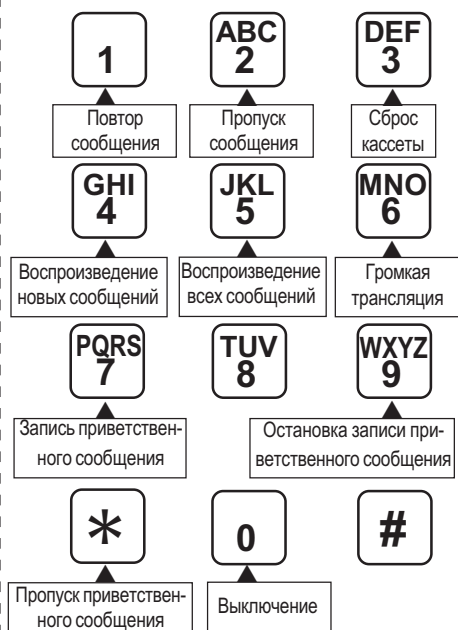 1
ABC
2
DEF
3
Повтор
сообщения
Пропуск
сообщения
Сброс
кассеты
GHI
4
JKL
5
MNO
6
Воспроизведение
новых сообщений
Воспроизведение
всех сообщений
Громкая
трансляция
PQRS
7
TUV
8
WXYZ
9
Запись приветствен-
ного сообщения
Остановка записи при-
ветственного сообщения
*
0
#
Пропуск приветствен-
ного сообщения
Выключение